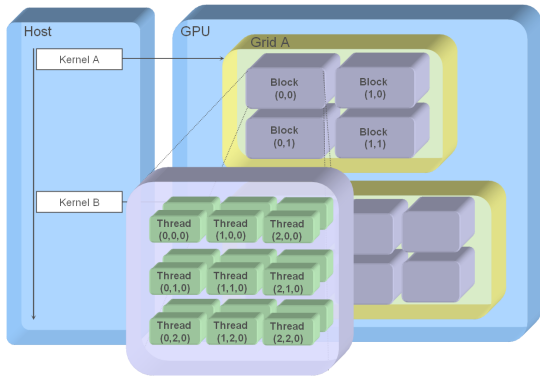 Host
GPU
Grid A
Kernel A
Block
(0,0)
Block
(1,0)
Block
(0,1)
Block
(1,1)
Kernel B
Thread
(0,0,0)
Thread
(1,0,0)
Thread
(2,0,0)
Thread
(0,1,0)
Thread
(1,1,0)
Thread
(2,1,0)
Thread
(0,2,0)
Thread
(1,2,0)
Thread
(2,2,0)